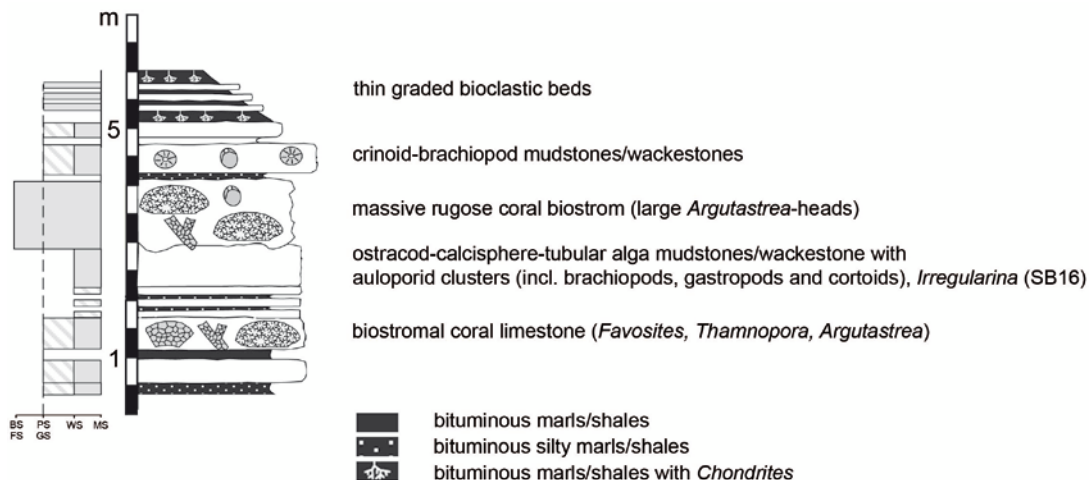 m
thin graded bioclastic beds
5
crinoid-brachiopod mudstones/wackestones
massive rugose coral biostrom (large Argutastrea-heads)
ostracod-calcisphere-tubular alga mudstones/wackestone with
auloporid clusters (incl. brachiopods, gastropods and cortoids), Irregularina (SB16)
biostromal coral limestone (Favosites, Thamnopora, Argutastrea)
1
BS PS WS MS
FS GS
bituminous marls/shales
bituminous silty marls/shales
bituminous marls/shales with Chondrites